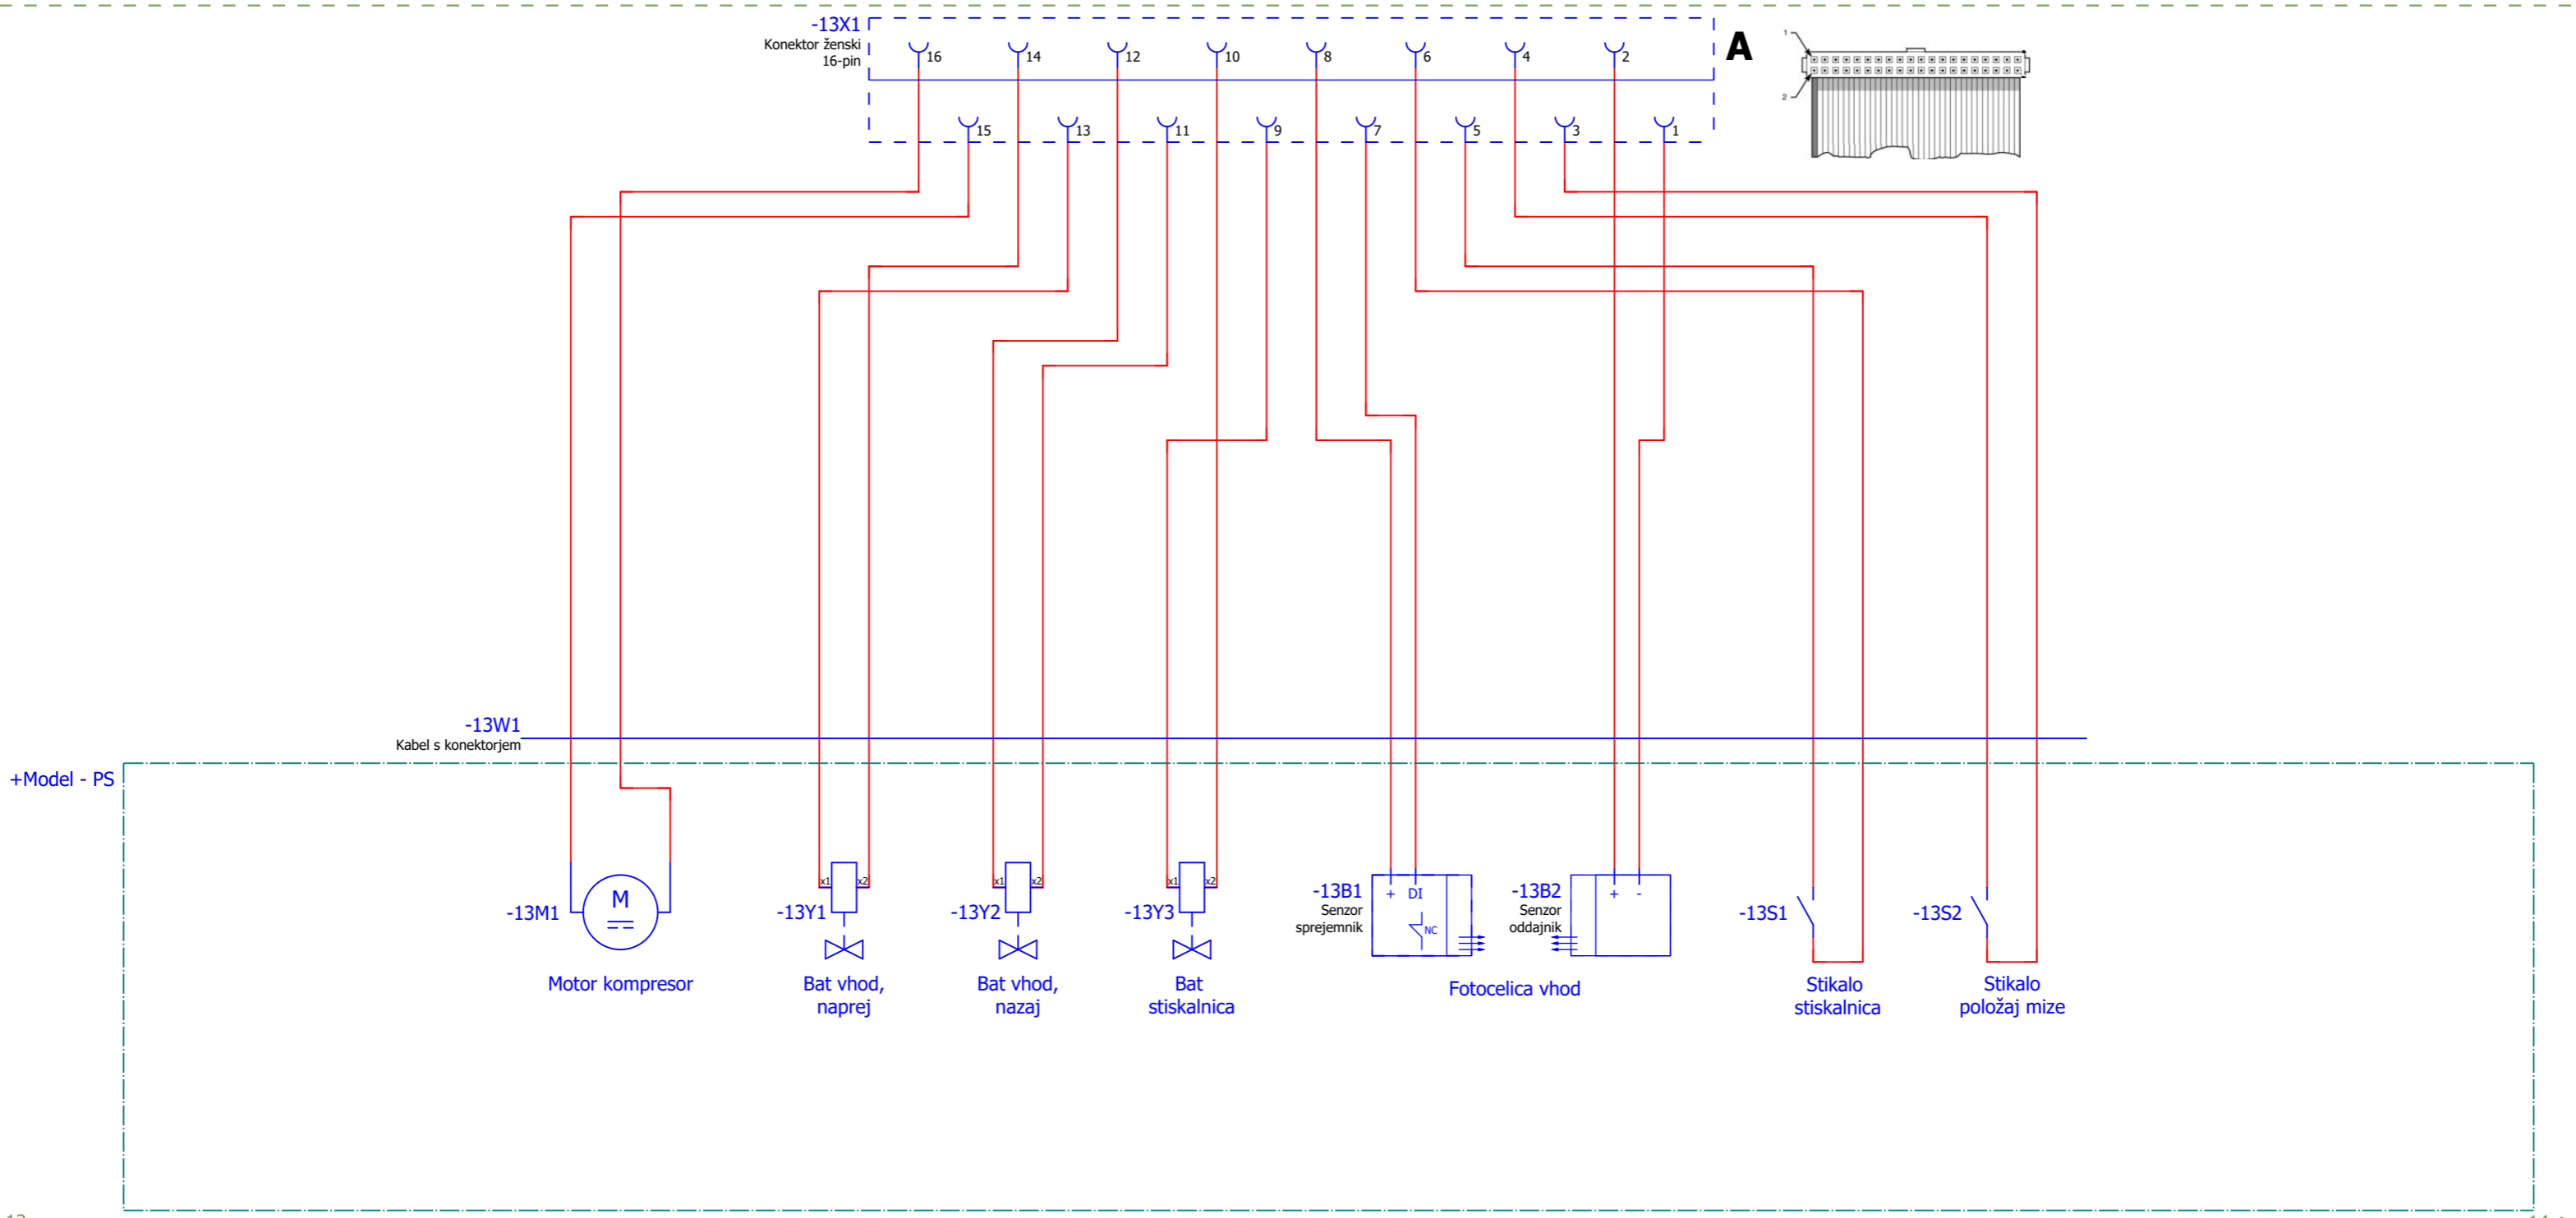 -13X1
Konektor ženski
16-pin
16
14
12
10
8
6
4
2
A
1
2
15
13
11
9
7
5
3
1
-13W1
Kabel s konektorjem
+Model - PS
-13M1
M
Motor kompresor
-13Y1
x1
x2
Bat vhod,
naprej
-13Y2
x1
x2
Bat vhod,
nazaj
-13Y3
x1
x2
Bat
stiskalnica
-13B1
Senzor
sprejemnik
+ DI
NC
-13B2
Senzor
oddajnik
+ -
Fotocelica vhod
-13S1
Stikalo
stiskalnica
-13S2
Stikalo
položaj mize